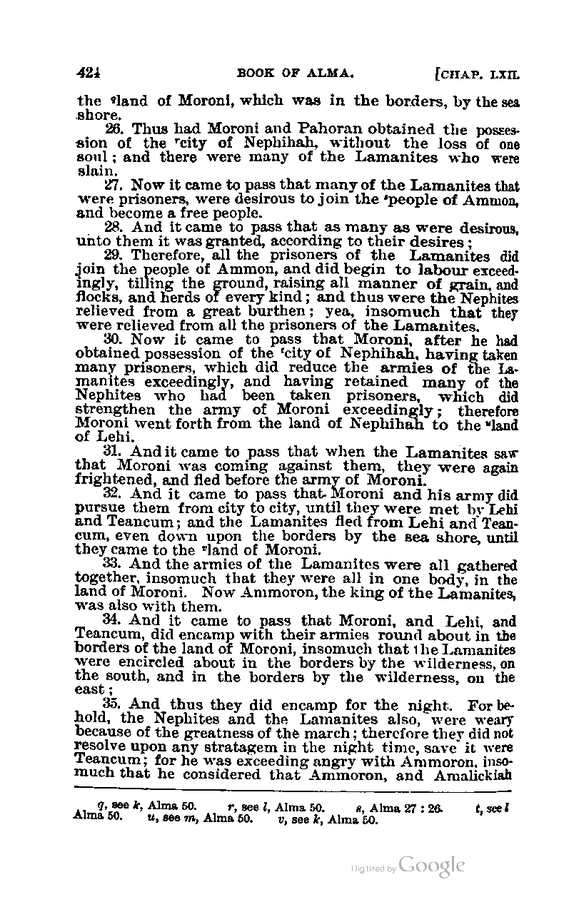 424 BOOK OF ALMA. [CHAP. LXII.
the ᑫland of Moroni, which was in the borders, by the sea
shore.
26. Thus had Moroni and Pahoran obtained the posses-
sion of the ʳcity of Nephihah, without the loss of one
soul; and there were many of the Lamanites who were
slain.
27. Now it came to pass that many of the Lamanites that
were prisoners, were desirous to join the ˢpeople of Ammon,
and become a free people.
28. And it came to pass that as many as were desirous,
unto them it was granted, according to their desires;
29. Therefore, all the prisoners of the Lamanites did
join the people of Ammon, and did begin to labour exceed-
ingly, tilling the ground, raising all manner of grain, and
flocks, and herds of every kind; and thus were the Nephites
relieved from a great burthen; yea, insomuch that they
were relieved from all the prisoners of the Lamanites.
30. Now it came to pass that Moroni, after he had
obtained possession of the ᵗcity of Nephihah, having taken
many prisoners, which did reduce the armies of the La-
manites exceedingly, and having retained many of the
Nephites who had been taken prisoners, which did
strengthen the army of Moroni exceedingly; therefore
Moroni went forth from the land of Nephihah to the ᵘland
of Lehi.
31. And it came to pass that when the Lamanites saw
that Moroni was coming against them, they were again
frightened, and fled before the army of Moroni.
32. And it came to pass that Moroni and his army did
pursue them from city to city, until they were met by Lehi
and Teancum; and the Lamanites fled from Lehi and Tean-
cum, even down upon the borders by the sea shore, until
they came to the ᵛland of Moroni.
33. And the armies of the Lamanites were all gathered
together, insomuch that they were all in one body, in the
land of Moroni. Now Ammoron, the king of the Lamanites,
was also with them.
34. And it came to pass that Moroni, and Lehi, and
Teancum, did encamp with their armies round about in the
borders of the land of Moroni, insomuch that the Lamanites
were encircled about in the borders by the wilderness, on
the south, and in the borders by the wilderness, on the
east;
35. And thus they did encamp for the night. For be-
hold, the Nephites and the Lamanites also, were weary
because of the greatness of the march; therefore they did not
resolve upon any stratagem in the night time, save it were
Teancum; for he was exceeding angry with Ammoron, inso-
much that he considered that Ammoron, and Amalickiah
q, see k, Alma 50. r, see l, Alma 50. s, Alma 27 : 26. t, see l
Alma 50. u, see m, Alma 50. v, see k, Alma 50.
Digitized by Google